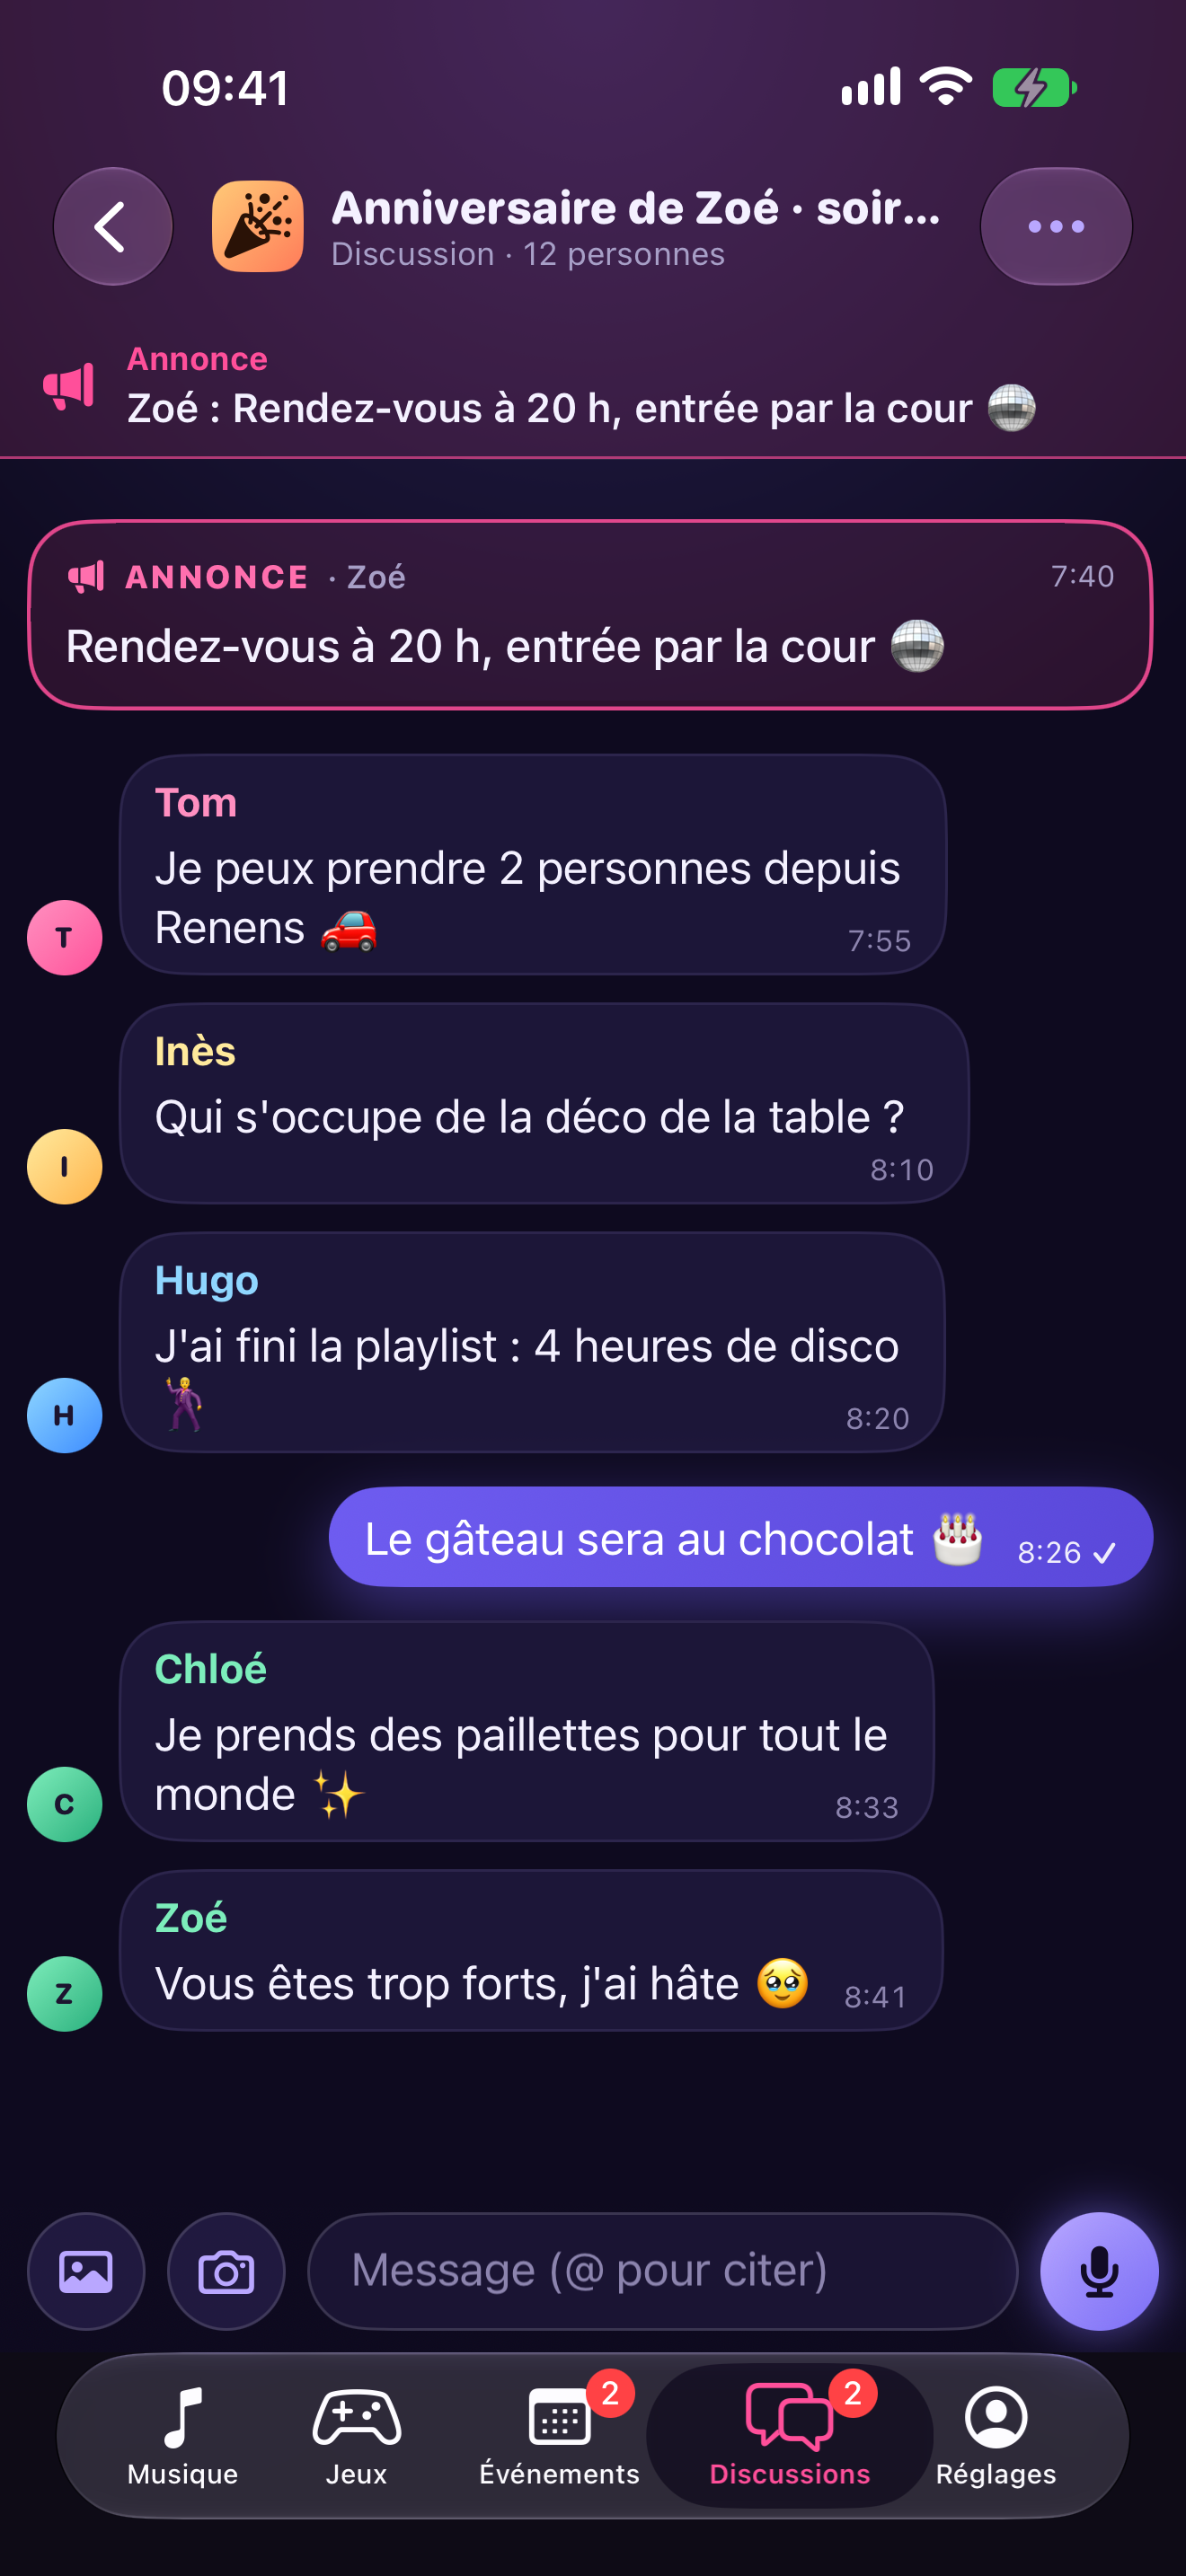 09:41
Anniversaire de Zoé · soir...
Discussion · 12 personnes
Annonce
Zoé : Rendez-vous à 20 h, entrée par la cour 🪩
ANNONCE · Zoé 7:40
Rendez-vous à 20 h, entrée par la cour 🪩
Tom
Je peux prendre 2 personnes depuis
Renens 🚗 7:55
T
Inès
Qui s'occupe de la déco de la table ?
8:10
I
Hugo
J'ai fini la playlist : 4 heures de disco
🕺 8:20
H
Le gâteau sera au chocolat 🎂 8:26 ✓
Chloé
Je prends des paillettes pour tout le
monde ✨ 8:33
C
Zoé
Vous êtes trop forts, j'ai hâte 🥹 8:41
Z
Message (@ pour citer)
2 2
Musique Jeux Événements Discussions Réglages